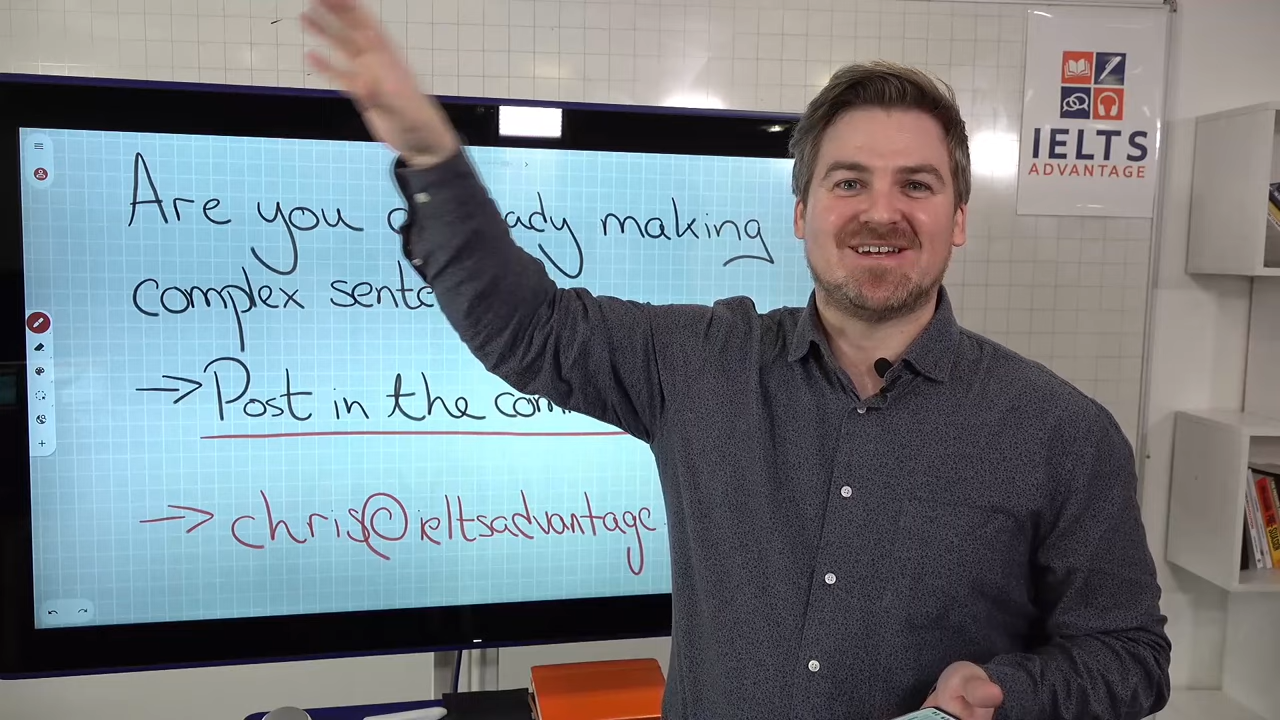 Are you making
complex
Post in the
chris@ieltsadvantage
IELTS
ADVANTAGE